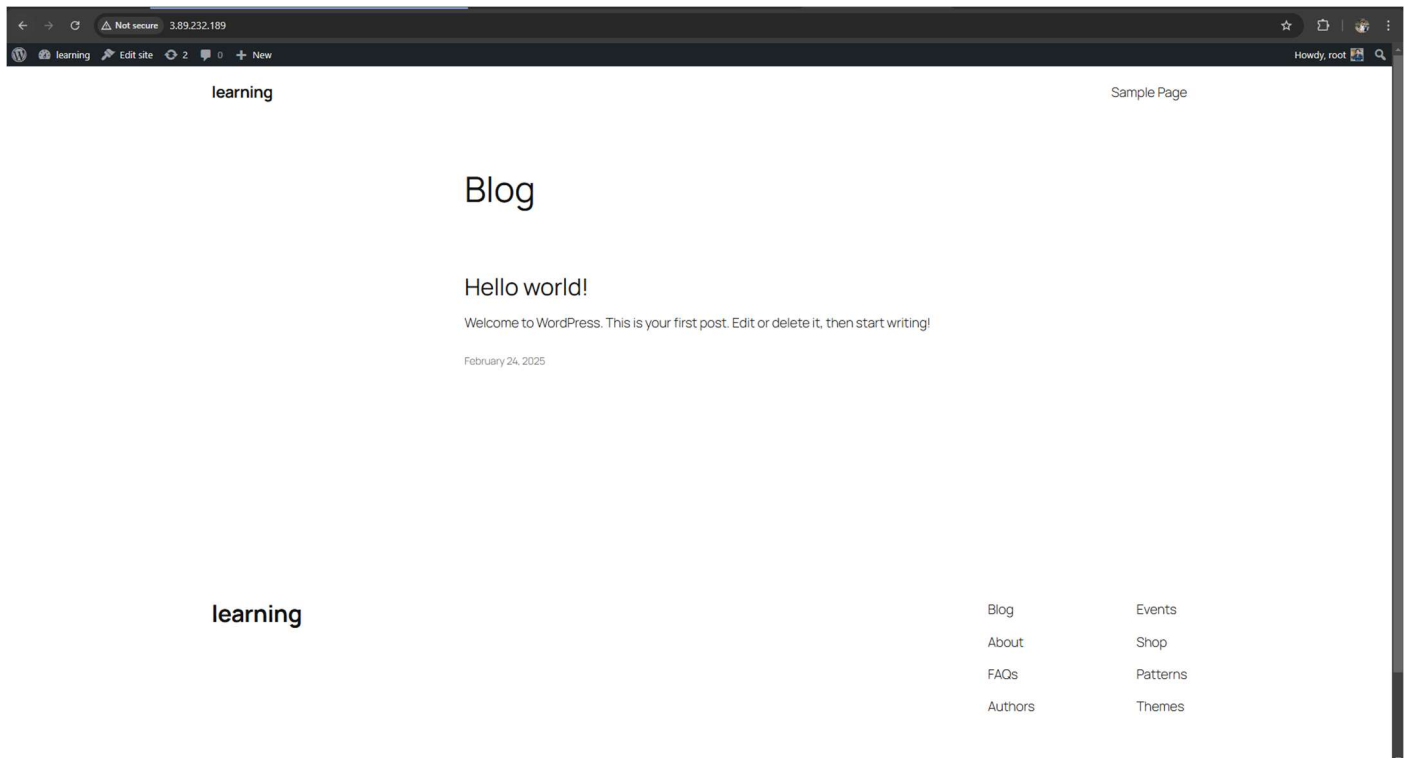 Not secure 3.89.232.189
learning Edit site 2 0 New Howdy, root
learning Sample Page
Blog
Hello world!
Welcome to WordPress. This is your first post. Edit or delete it, then start writing!
February 24, 2025
learning
Blog Events
About Shop
FAQs Patterns
Authors Themes